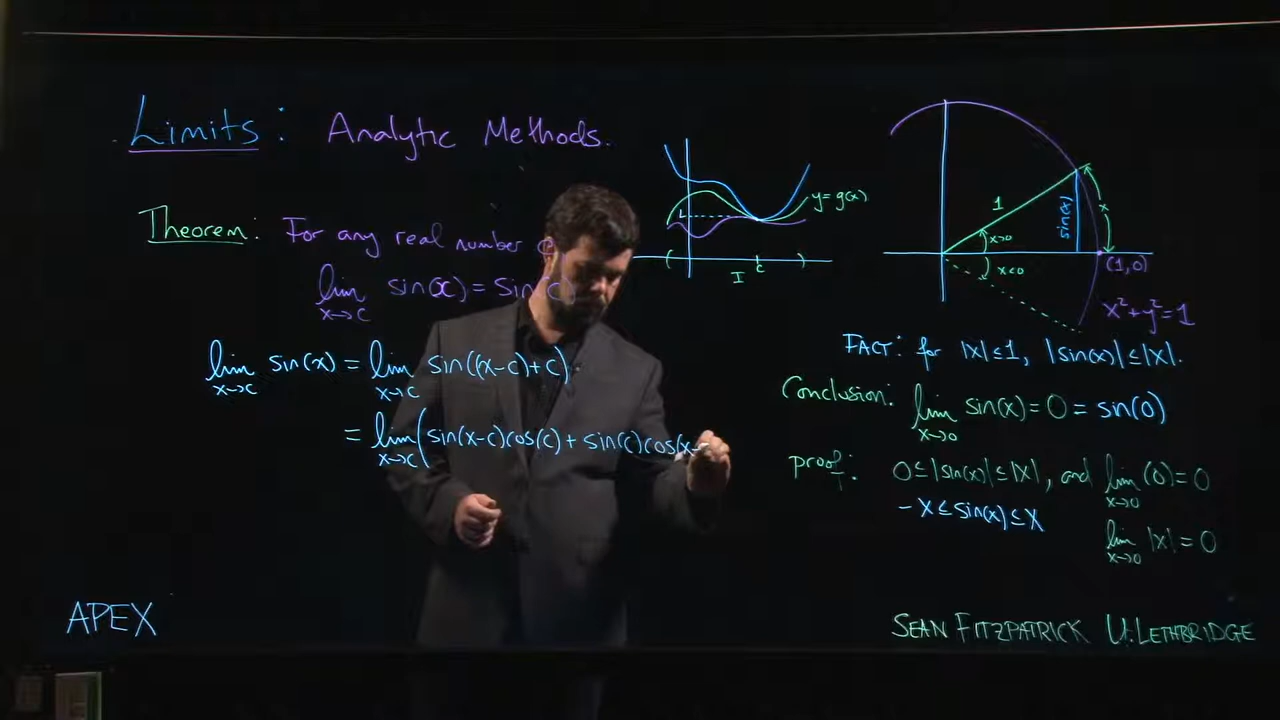 Limits: Analytic Methods.
Theorem: For any real number c,
lim x→c sin(x) = sin(c)
lim x→c sin(x) = lim x→c sin((x-c)+c)
= lim x→c (sin(x-c)cos(c) + sin(c)cos(x-
L
y=g(x)
I
c
1
sin(x)
x
x>0
x<0
(1,0)
x²+y²=1
FACT: for |x|≤1, |sin(x)|≤|x|.
Conclusion: lim x→0 sin(x)=0=sin(0)
proof: 0≤|sin(x)|≤|x|, and lim x→0 (0)=0
-x≤sin(x)≤x
lim x→0 |x|=0
APEX
SEAN FITZPATRICK U. LETHBRIDGE